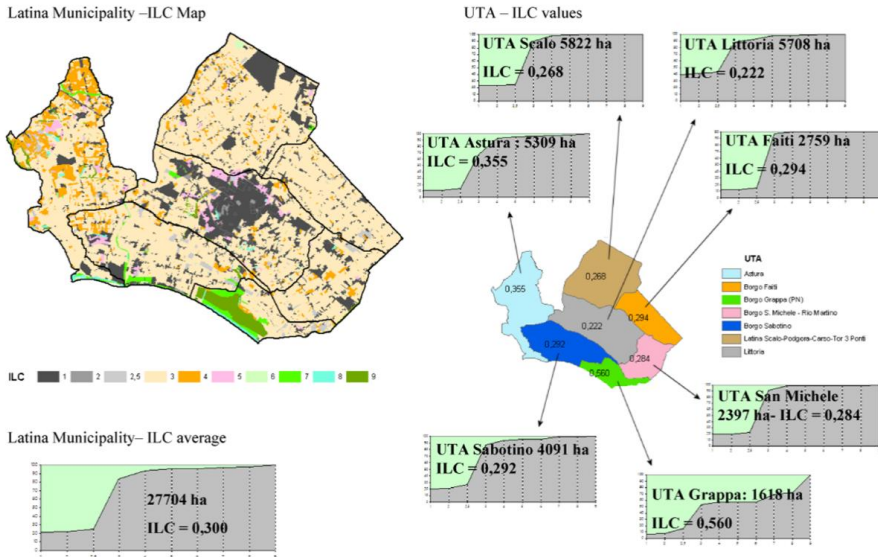 Latina Municipality –ILC Map
ILC 1 2 2,5 3 4 5 6 7 8 9
Latina Municipality– ILC average
27704 ha
ILC = 0,300
UTA – ILC values
UTA Scalo 5822 ha
ILC = 0,268
UTA Littoria 5708 ha
ILC = 0,222
UTA Astura : 5309 ha
ILC = 0,355
UTA Faiti 2759 ha
ILC = 0,294
0,355
0,268
0,294
0,222
0,292
0,284
0,560
UTA
Astura
Borgo Faiti
Borgo Grappa (PN)
Borgo S. Michele - Rio Martino
Borgo Sabotino
Latina Scalo-Podgora-Carso-Tor 3 Ponti
Littoria
UTA San Michele
2397 ha- ILC = 0,284
UTA Sabotino 4091 ha
ILC = 0,292
UTA Grappa: 1618 ha
ILC = 0,560